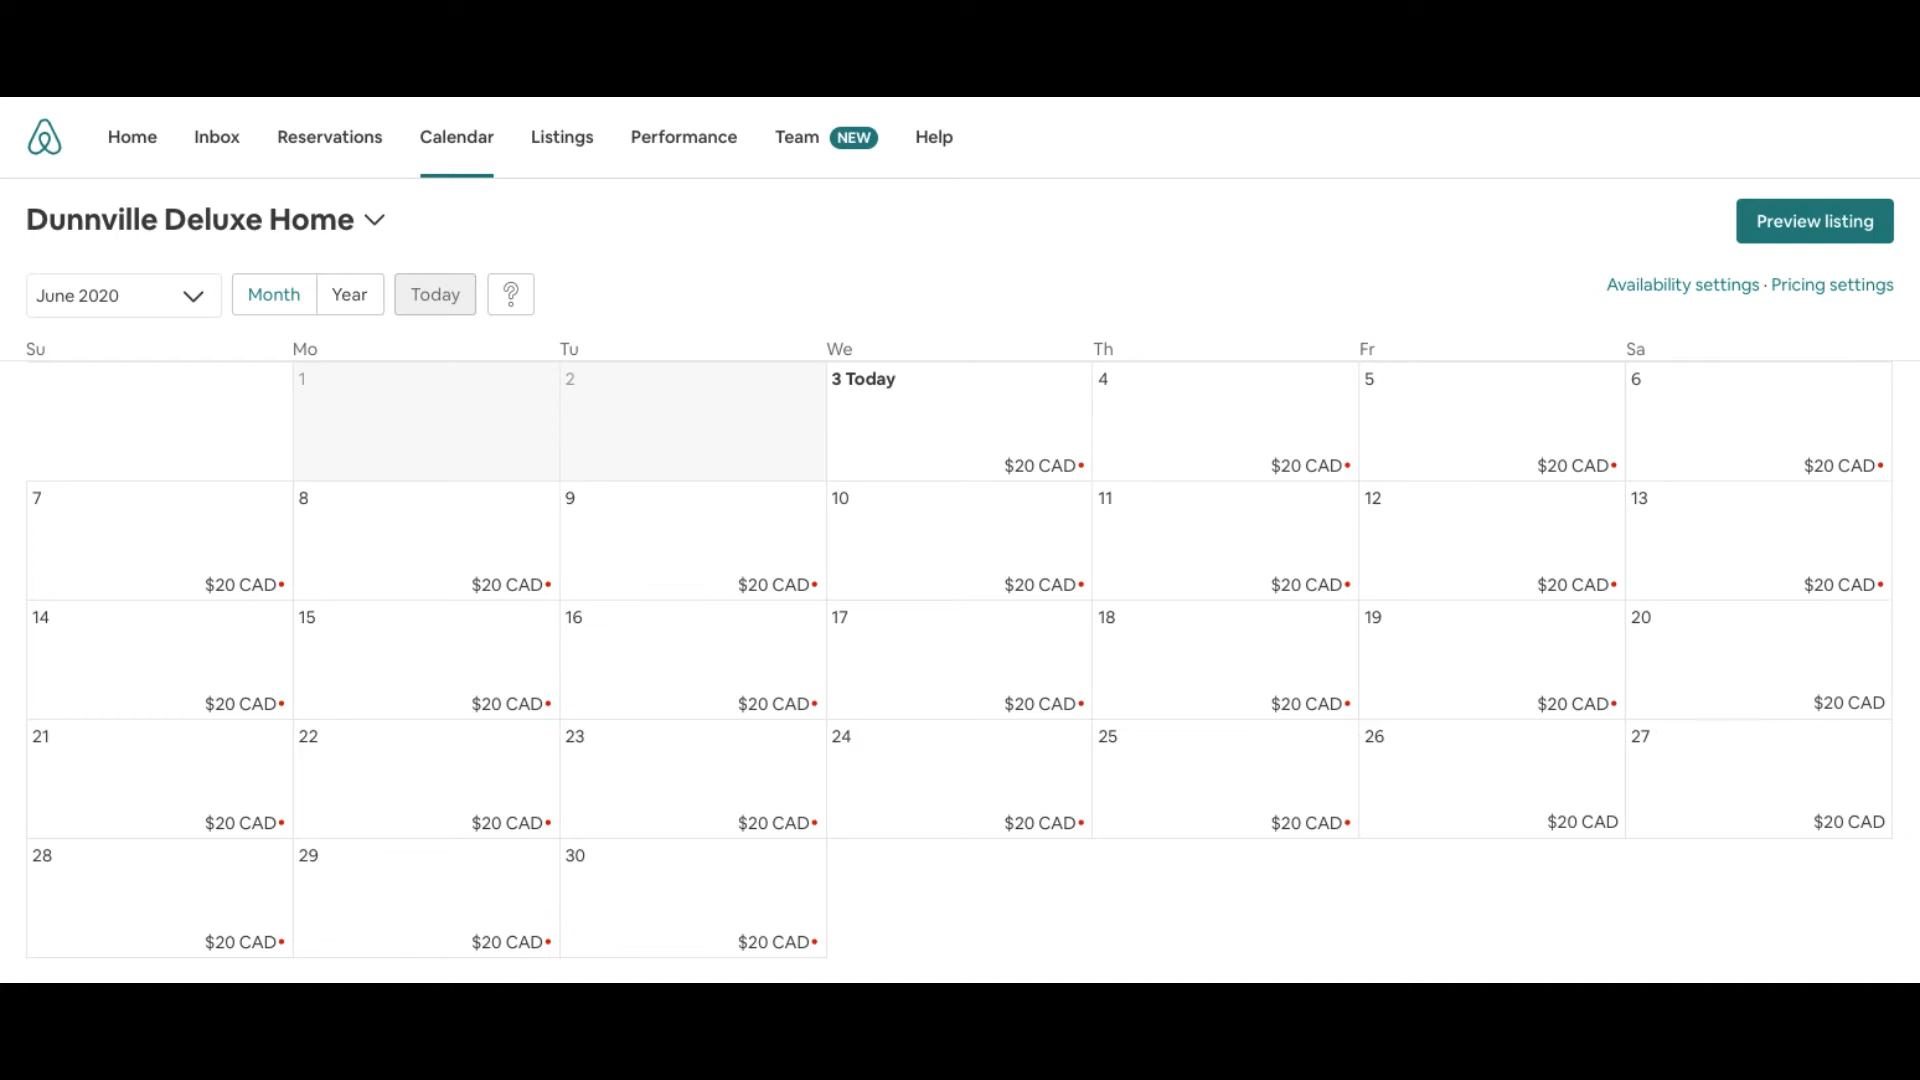 Home Inbox Reservations Calendar Listings Performance Team NEW Help
Dunnville Deluxe Home
Preview listing
June 2020 Month Year Today ?
Availability settings · Pricing settings
Su Mo Tu We Th Fr Sa
1 2 3 Today 4 5 6
$20 CAD $20 CAD $20 CAD $20 CAD
7 8 9 10 11 12 13
$20 CAD $20 CAD $20 CAD $20 CAD $20 CAD $20 CAD $20 CAD
14 15 16 17 18 19 20
$20 CAD $20 CAD $20 CAD $20 CAD $20 CAD $20 CAD $20 CAD
21 22 23 24 25 26 27
$20 CAD $20 CAD $20 CAD $20 CAD $20 CAD $20 CAD $20 CAD
28 29 30
$20 CAD $20 CAD $20 CAD